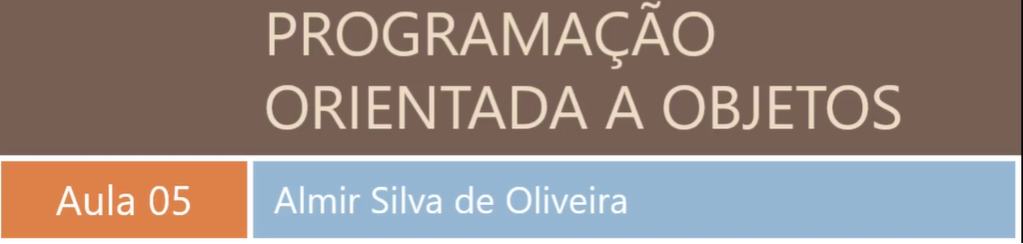 PROGRAMAÇÃO
ORIENTADA A OBJETOS
Aula 05
Almir Silva de Oliveira